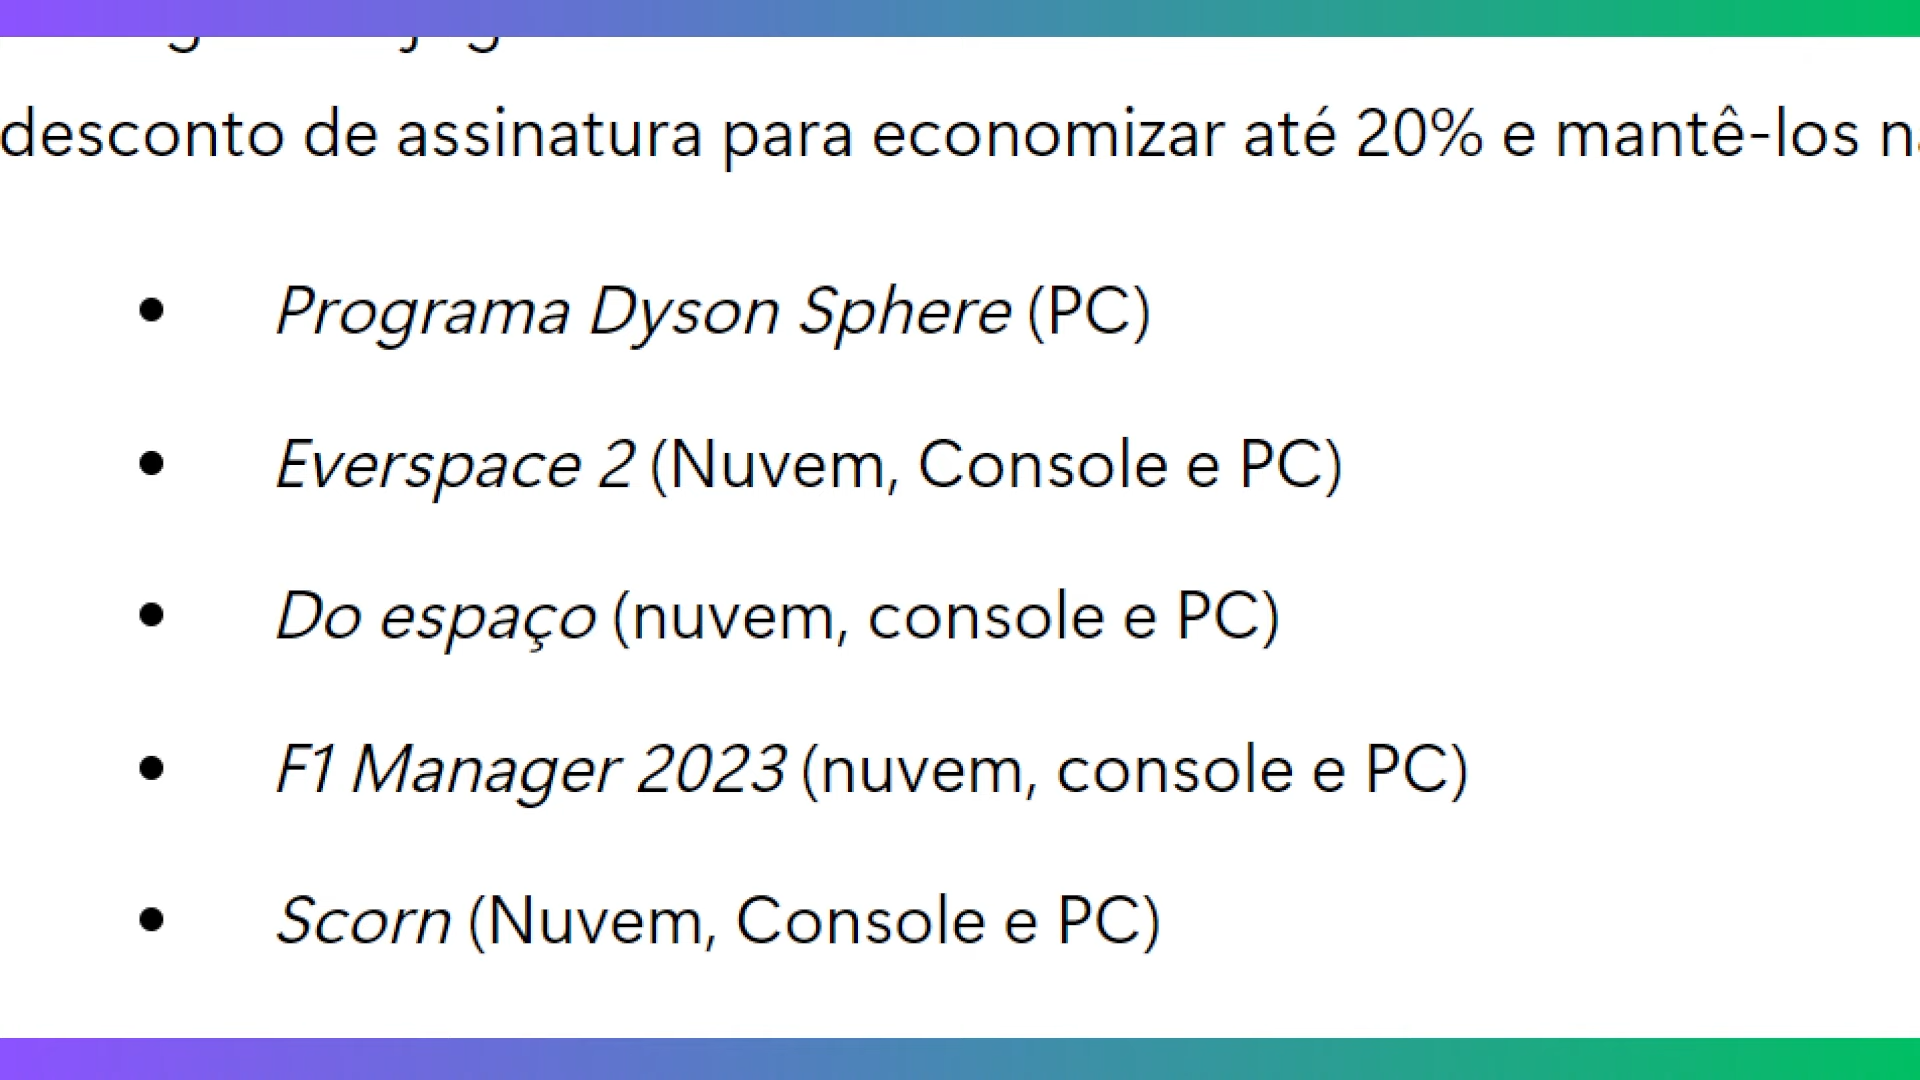 desconto de assinatura para economizar até 20% e mantê-los
• Programa Dyson Sphere (PC)
• Everspace 2 (Nuvem, Console e PC)
• Do espaço (nuvem, console e PC)
• F1 Manager 2023 (nuvem, console e PC)
• Scorn (Nuvem, Console e PC)